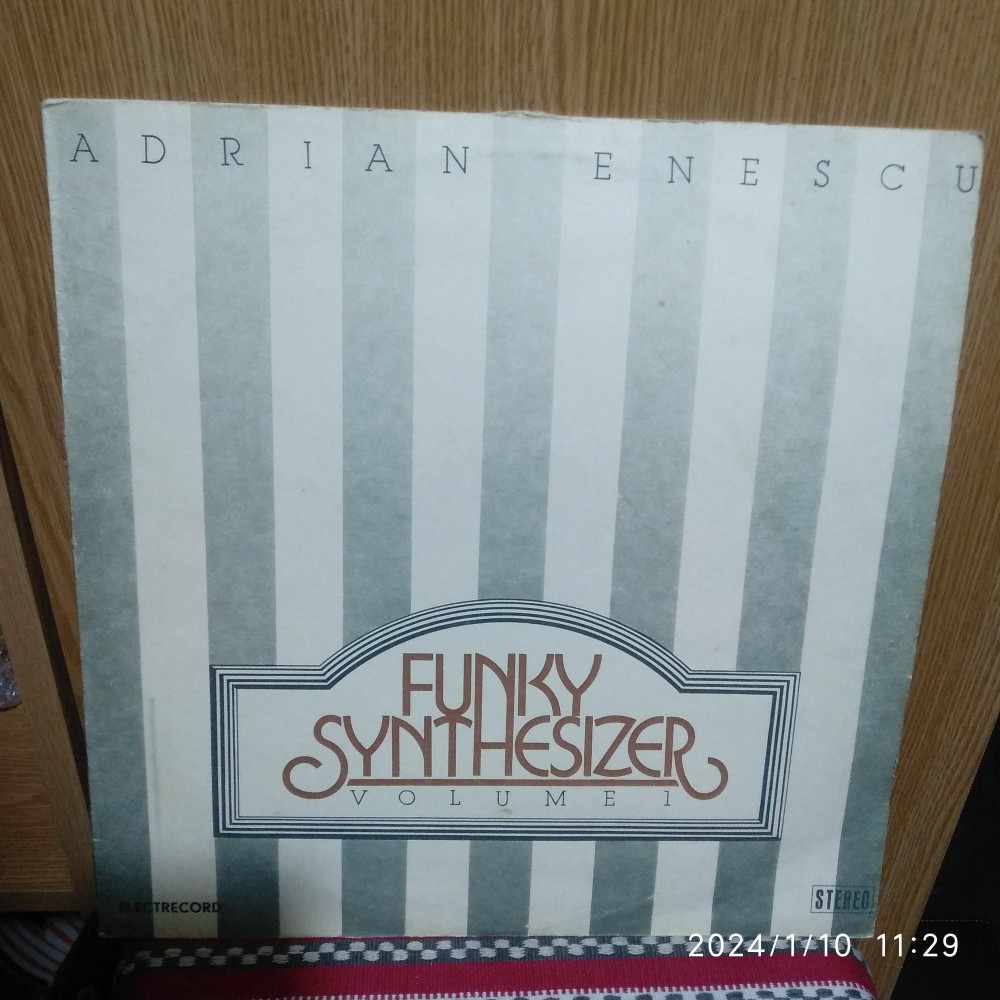 ADRIAN ENESCU
FUNKY
SYNTHESIZER
VOLUME 1
ELECTRECORD
STEREO
2024/1/10 11:29